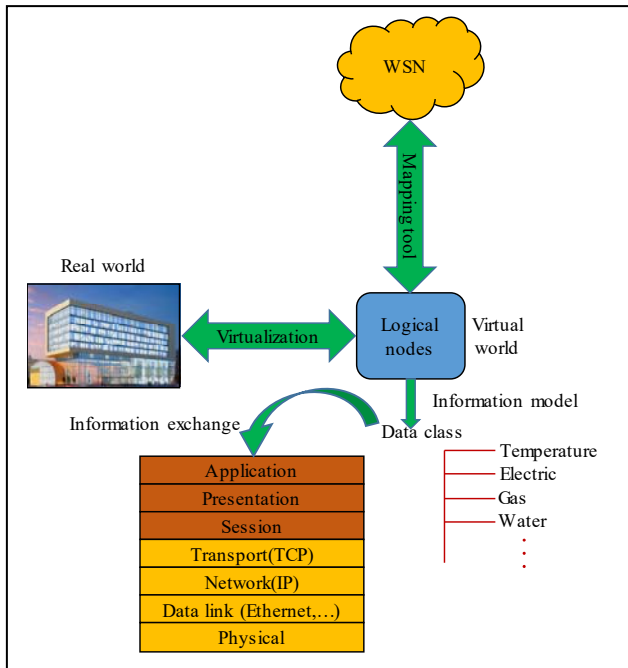 WSN
Mapping tool
Real world
Virtualization
Logical
nodes
Virtual
world
Information model
Information exchange
Data class
Temperature
Electric
Gas
Water
Application
Presentation
Session
Transport(TCP)
Network(IP)
Data link (Ethernet,…)
Physical